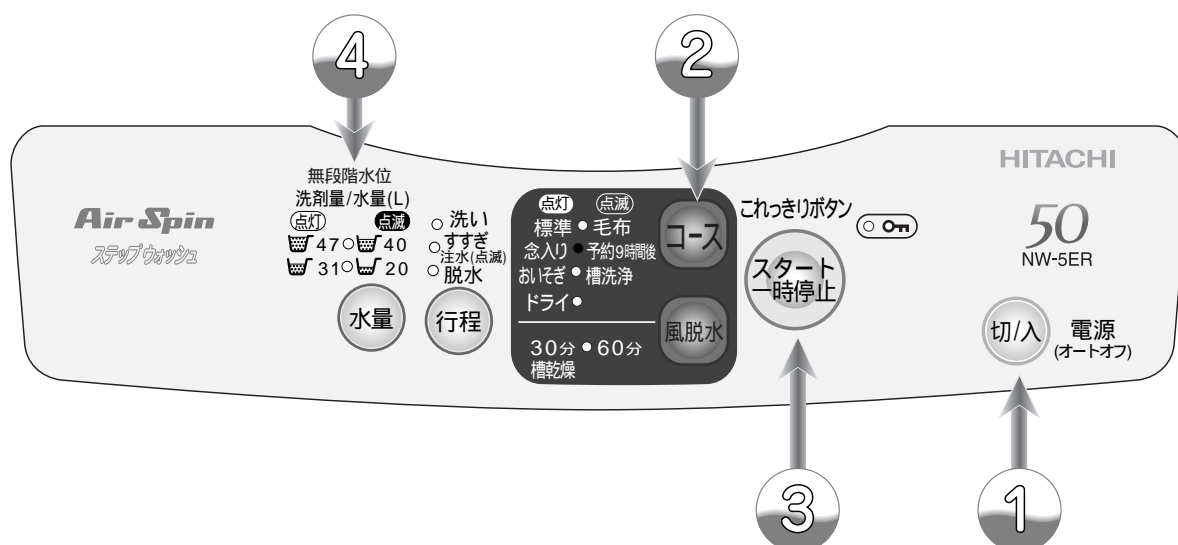 ④
②
Air Spin
ステップウォッシュ
無段階水位
洗剤量/水量(L)
点灯 点滅
47 40
31 20
水量
洗い
すすぎ
注水(点滅)
脱水
行程
点灯 点滅
標準 毛布
念入り 予約9時間後
おいそぎ 槽洗浄
ドライ
30分 60分
槽乾燥
コース
風脱水
これっきりボタン
スタート
一時停止
HITACHI
50
NW-5ER
切/入
電源
(オートオフ)
③
①